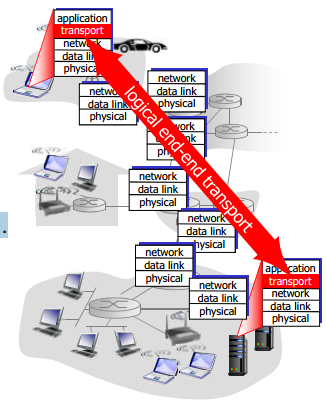 application
transport
network
data link
physical
network
data link
physical
netwo
data link
physical
network
data link
physical
logical end-end transport
network
data link
physical
network
data link
physical
network
data link
physical
network
data link
physical
application
transport
network
data link
physical
.